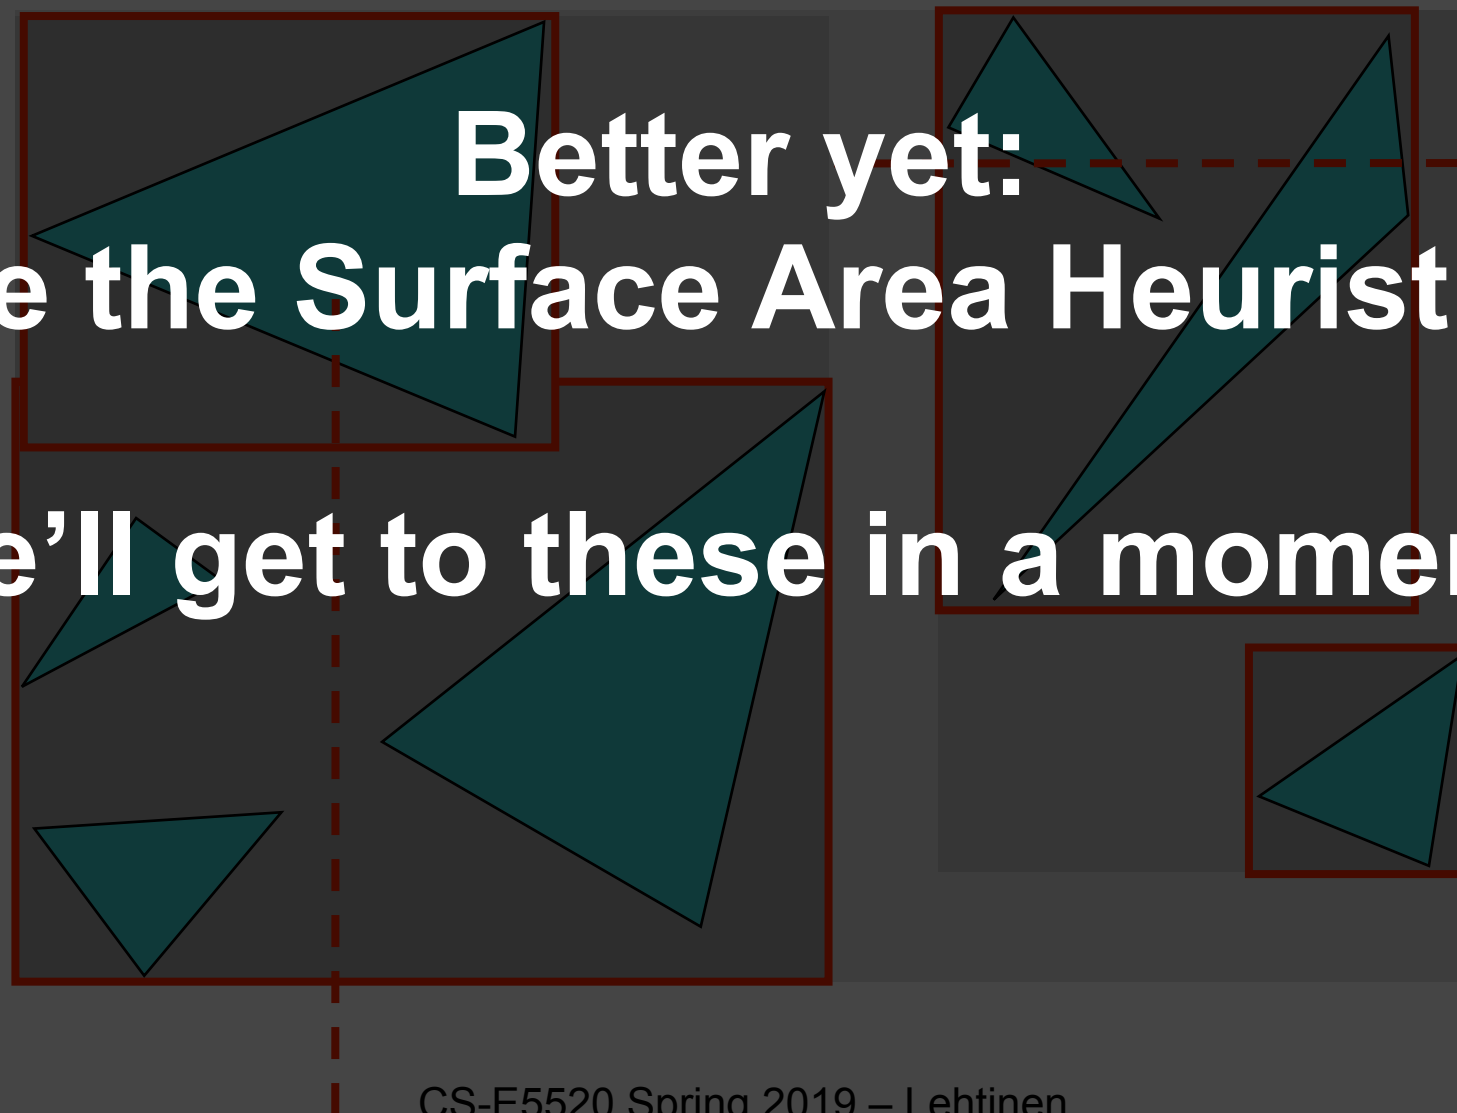 Better yet:
e the Surface Area Heurist
e’ll get to these in a momen
CS-E5520 Spring 2019 – Lehtinen